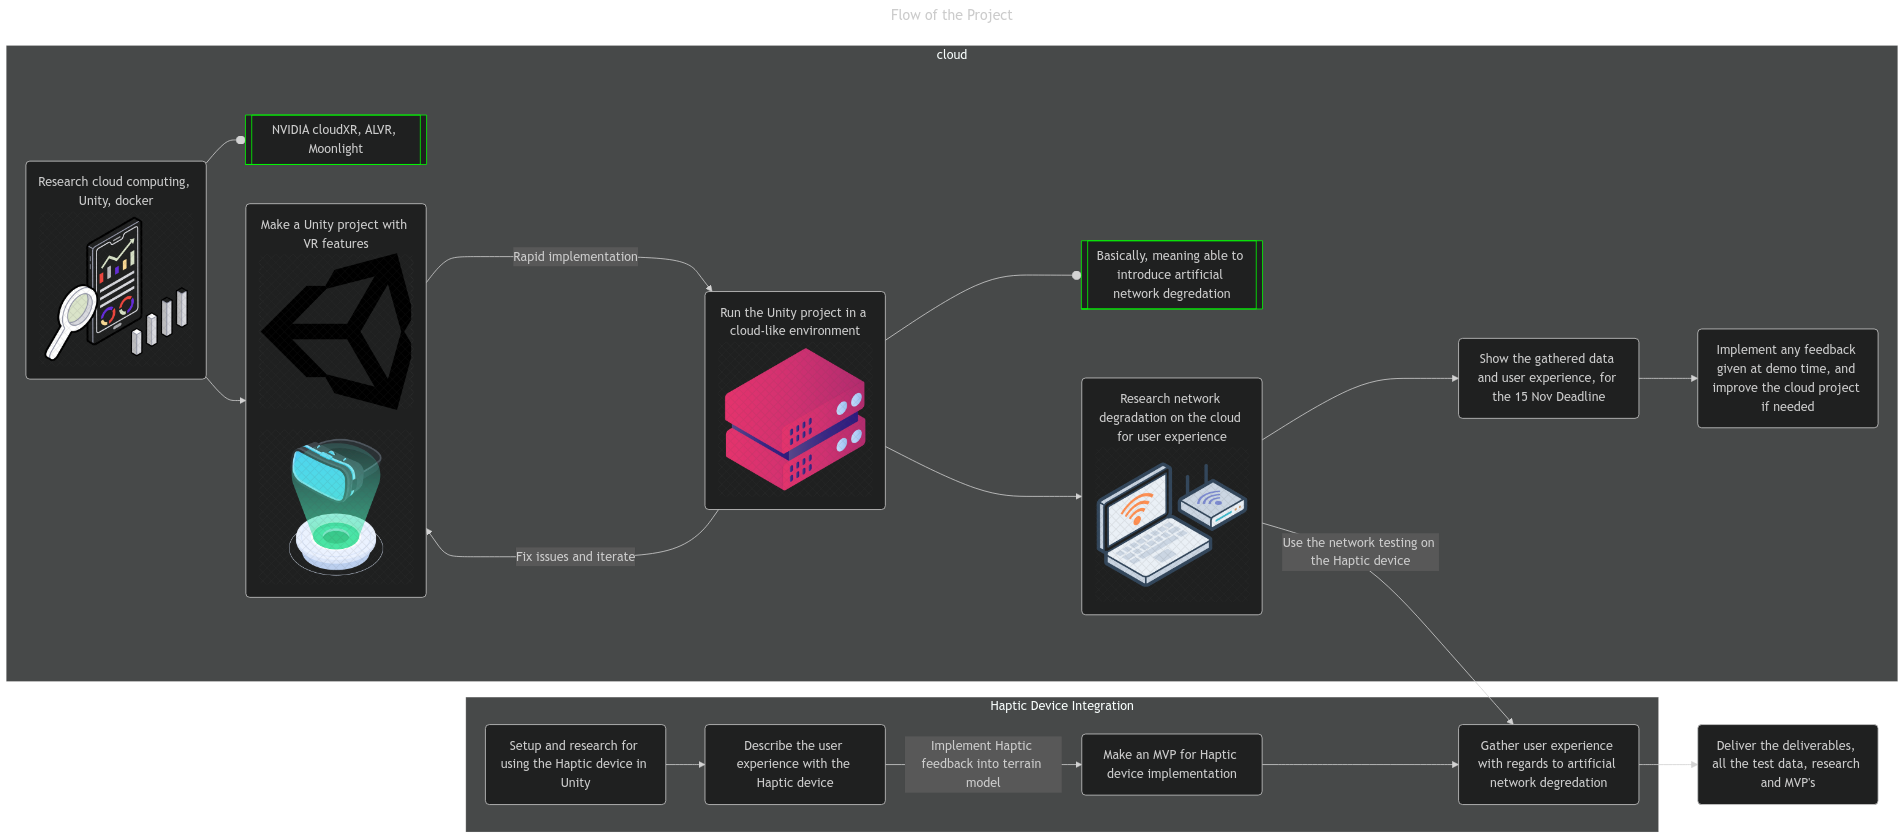 Flow of the Project
cloud
NVIDIA cloudXR, ALVR,
Moonlight
Research cloud computing,
Unity, docker
Make a Unity project with
VR features
Rapid implementation
Run the Unity project in a
cloud-like environment
Fix issues and iterate
Basically, meaning able to
introduce artificial
network degredation
Research network
degradation on the cloud
for user experience
Show the gathered data
and user experience, for
the 15 Nov Deadline
Implement any feedback
given at demo time, and
improve the cloud project
if needed
Use the network testing on
the Haptic device
Haptic Device Integration
Setup and research for
using the Haptic device in
Unity
Describe the user
experience with the
Haptic device
Implement Haptic
feedback into terrain
model
Make an MVP for Haptic
device implementation
Gather user experience
with regards to artificial
network degredation
Deliver the deliverables,
all the test data, research
and MVP's